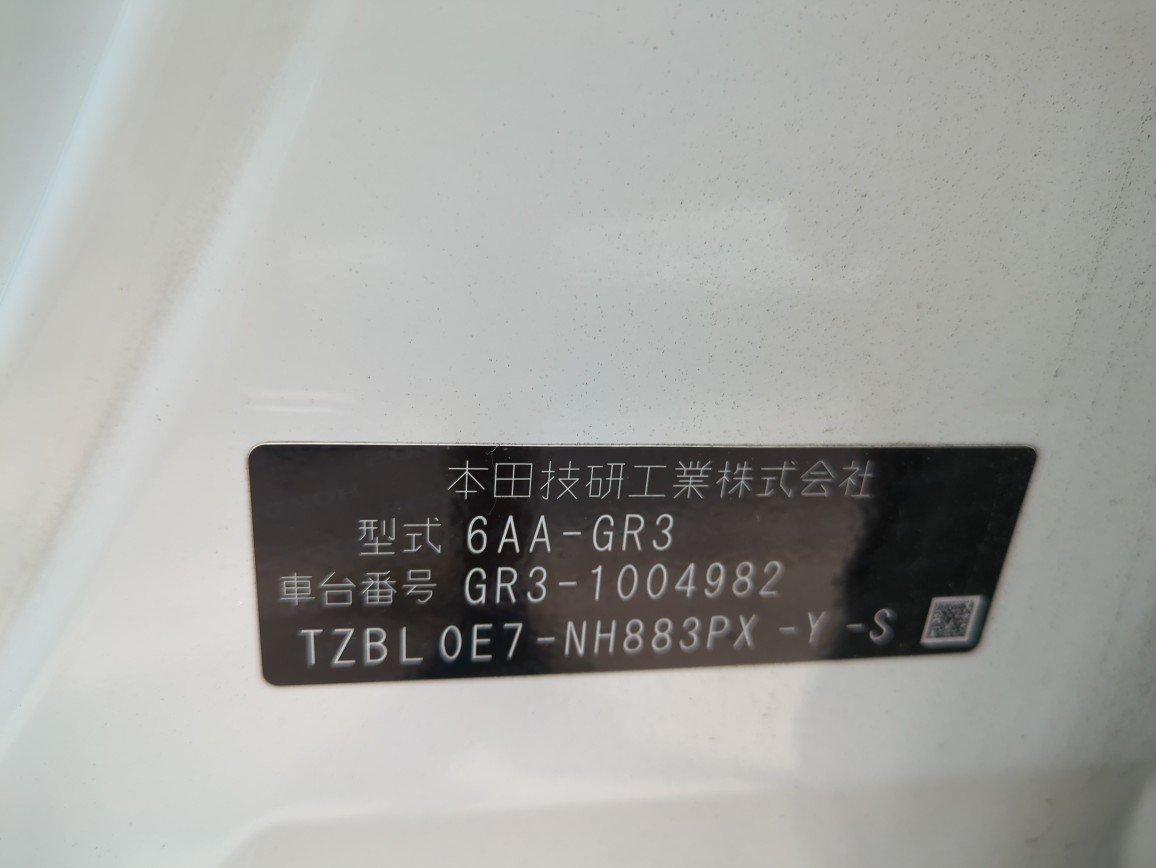 本田技研工業株式会社
型式 6AA-GR3
車台番号 GR3-1004982
TZBL0E7-NH883PX-Y-S